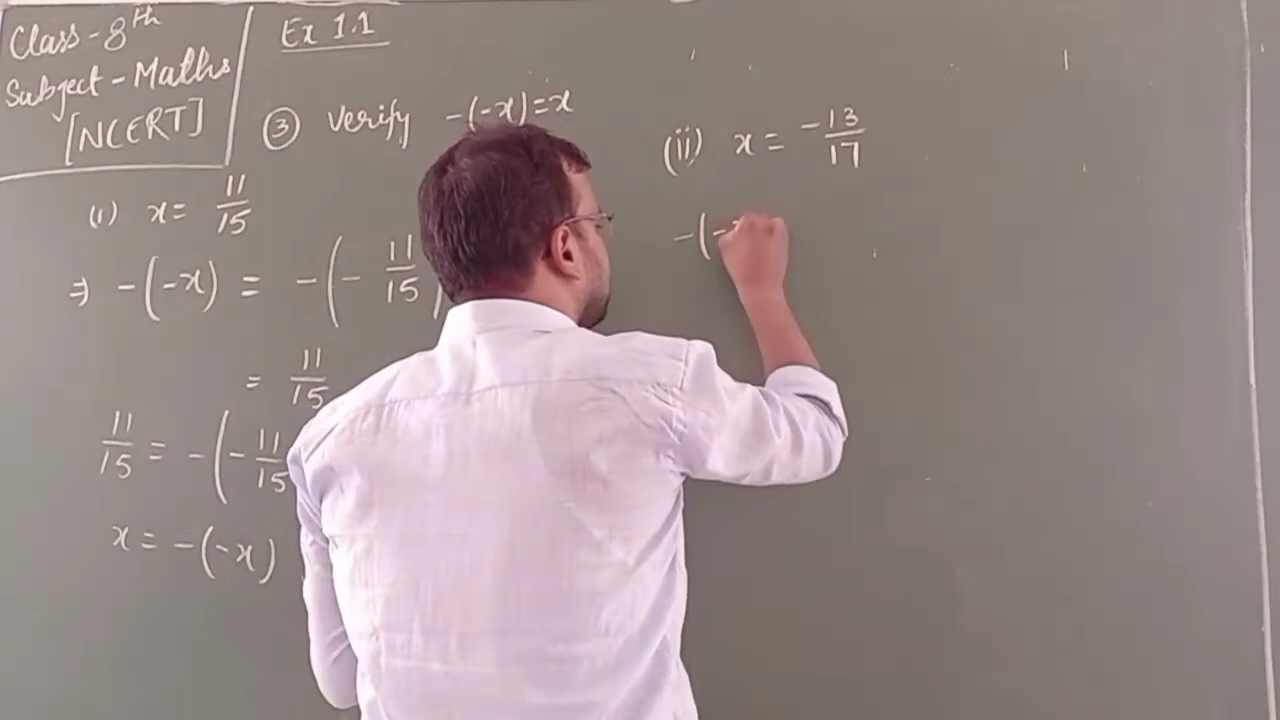 Class - 8th
Subject - Maths
[NCERT]
Ex 1.1
③ Verify -(-x)=x
(i) x = 11/15
⇒ -(-x) = -(- 11/15
= 11/15
11/15 = -(-11/15
x = -(-x)
(ii) x = -13/17
-(-x